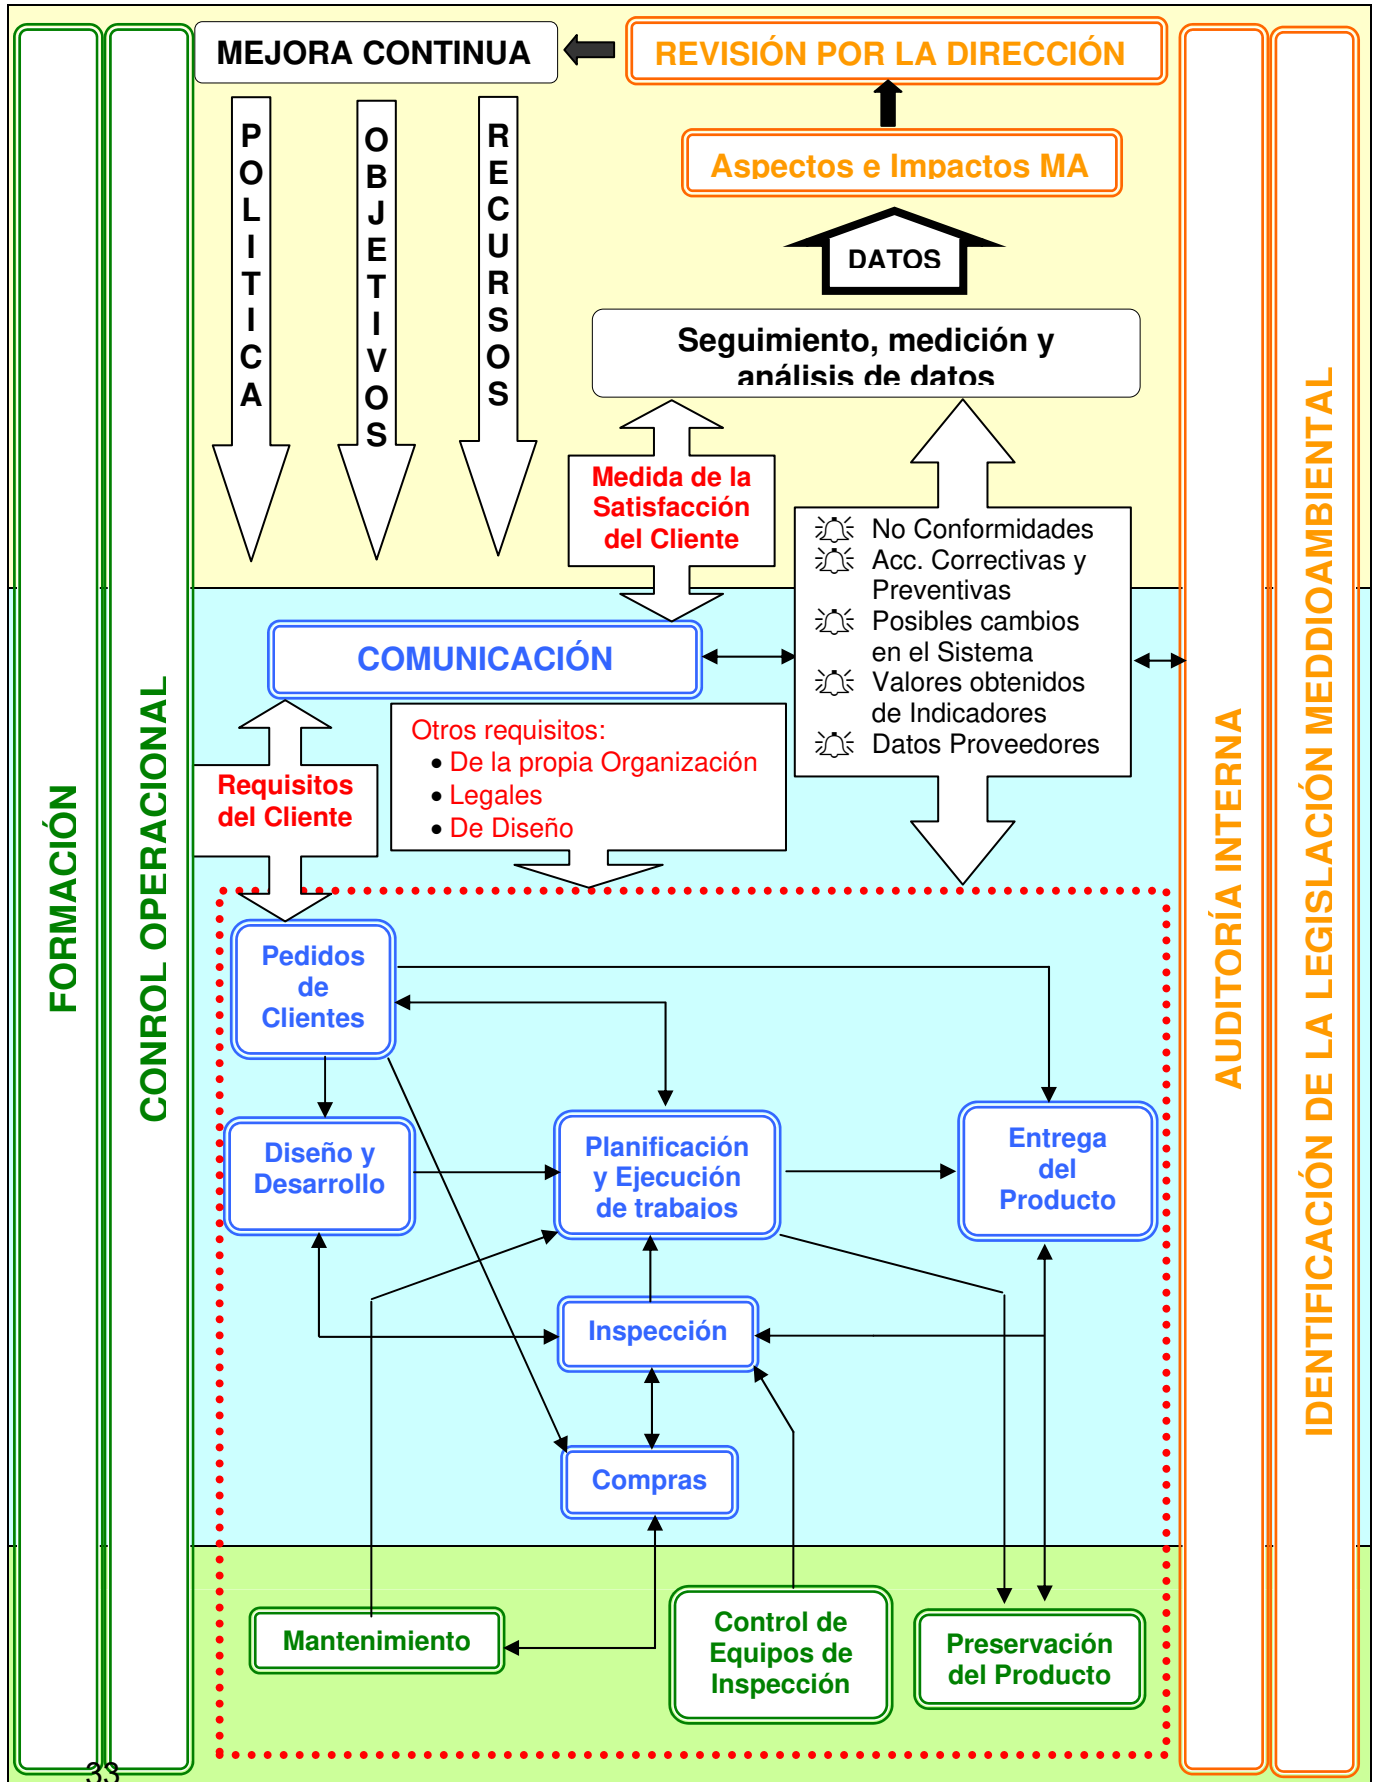 MEJORA CONTINUA
REVISIÓN POR LA DIRECCIÓN
Aspectos e Impactos MA
DATOS
Seguimiento, medición y
análisis de datos
POLITICA
OBJETIVOS
RECURSOS
Medida de la
Satisfacción
del Cliente
No Conformidades
Acc. Correctivas y
Preventivas
Posibles cambios
en el Sistema
Valores obtenidos
de Indicadores
Datos Proveedores
COMUNICACIÓN
Requisitos
del Cliente
Otros requisitos:
• De la propia Organización
• Legales
• De Diseño
FORMACIÓN
CONROL OPERACIONAL
AUDITORÍA INTERNA
IDENTIFICACIÓN DE LA LEGISLACIÓN MEDDIOAMBIENTAL
Pedidos
de
Clientes
Diseño y
Desarrollo
Planificación
y Ejecución
de trabajos
Entrega
del
Producto
Inspección
Compras
Mantenimiento
Control de
Equipos de
Inspección
Preservación
del Producto
33